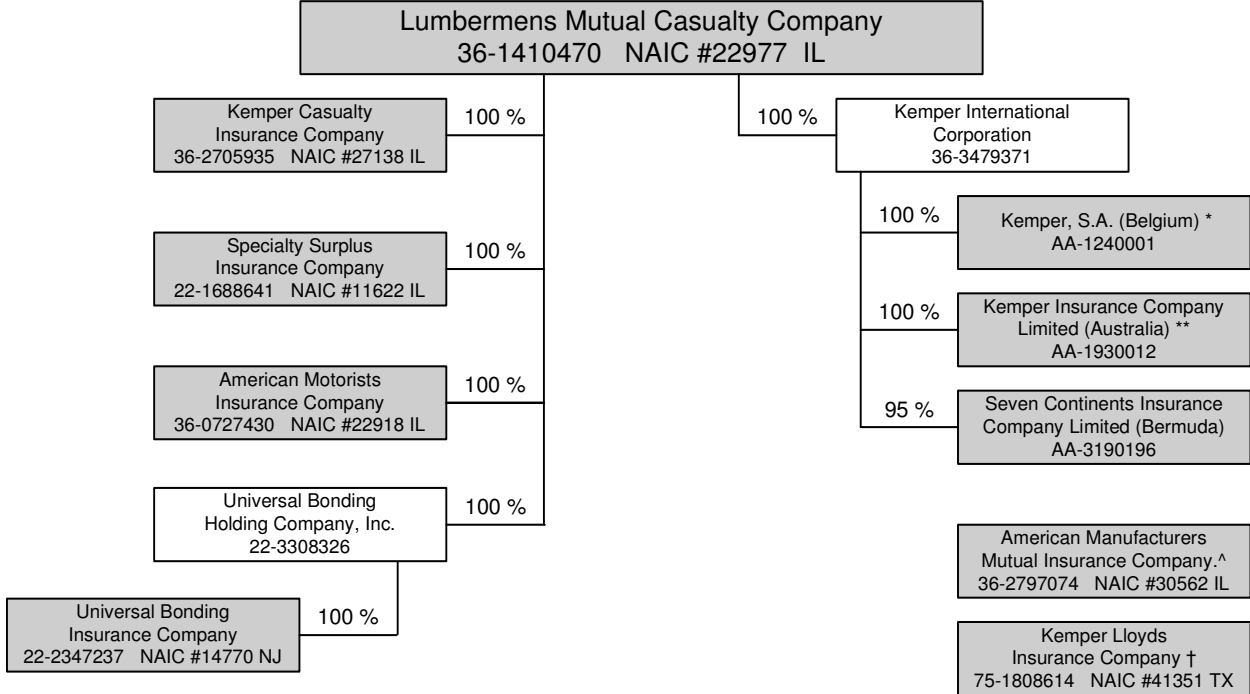 Lumbermens Mutual Casualty Company
36-1410470 NAIC #22977 IL
Kemper Casualty
Insurance Company
36-2705935 NAIC #27138 IL
100 %
Specialty Surplus
Insurance Company
22-1688641 NAIC #11622 IL
100 %
American Motorists
Insurance Company
36-0727430 NAIC #22918 IL
100 %
Universal Bonding
Holding Company, Inc.
22-3308326
100 %
Universal Bonding
Insurance Company
22-2347237 NAIC #14770 NJ
100 %
100 %
Kemper International
Corporation
36-3479371
100 %
Kemper, S.A. (Belgium) *
AA-1240001
100 %
Kemper Insurance Company
Limited (Australia) **
AA-1930012
95 %
Seven Continents Insurance
Company Limited (Bermuda)
AA-3190196
American Manufacturers
Mutual Insurance Company.^
36-2797074 NAIC #30562 IL
Kemper Lloyds
Insurance Company †
75-1808614 NAIC #41351 TX